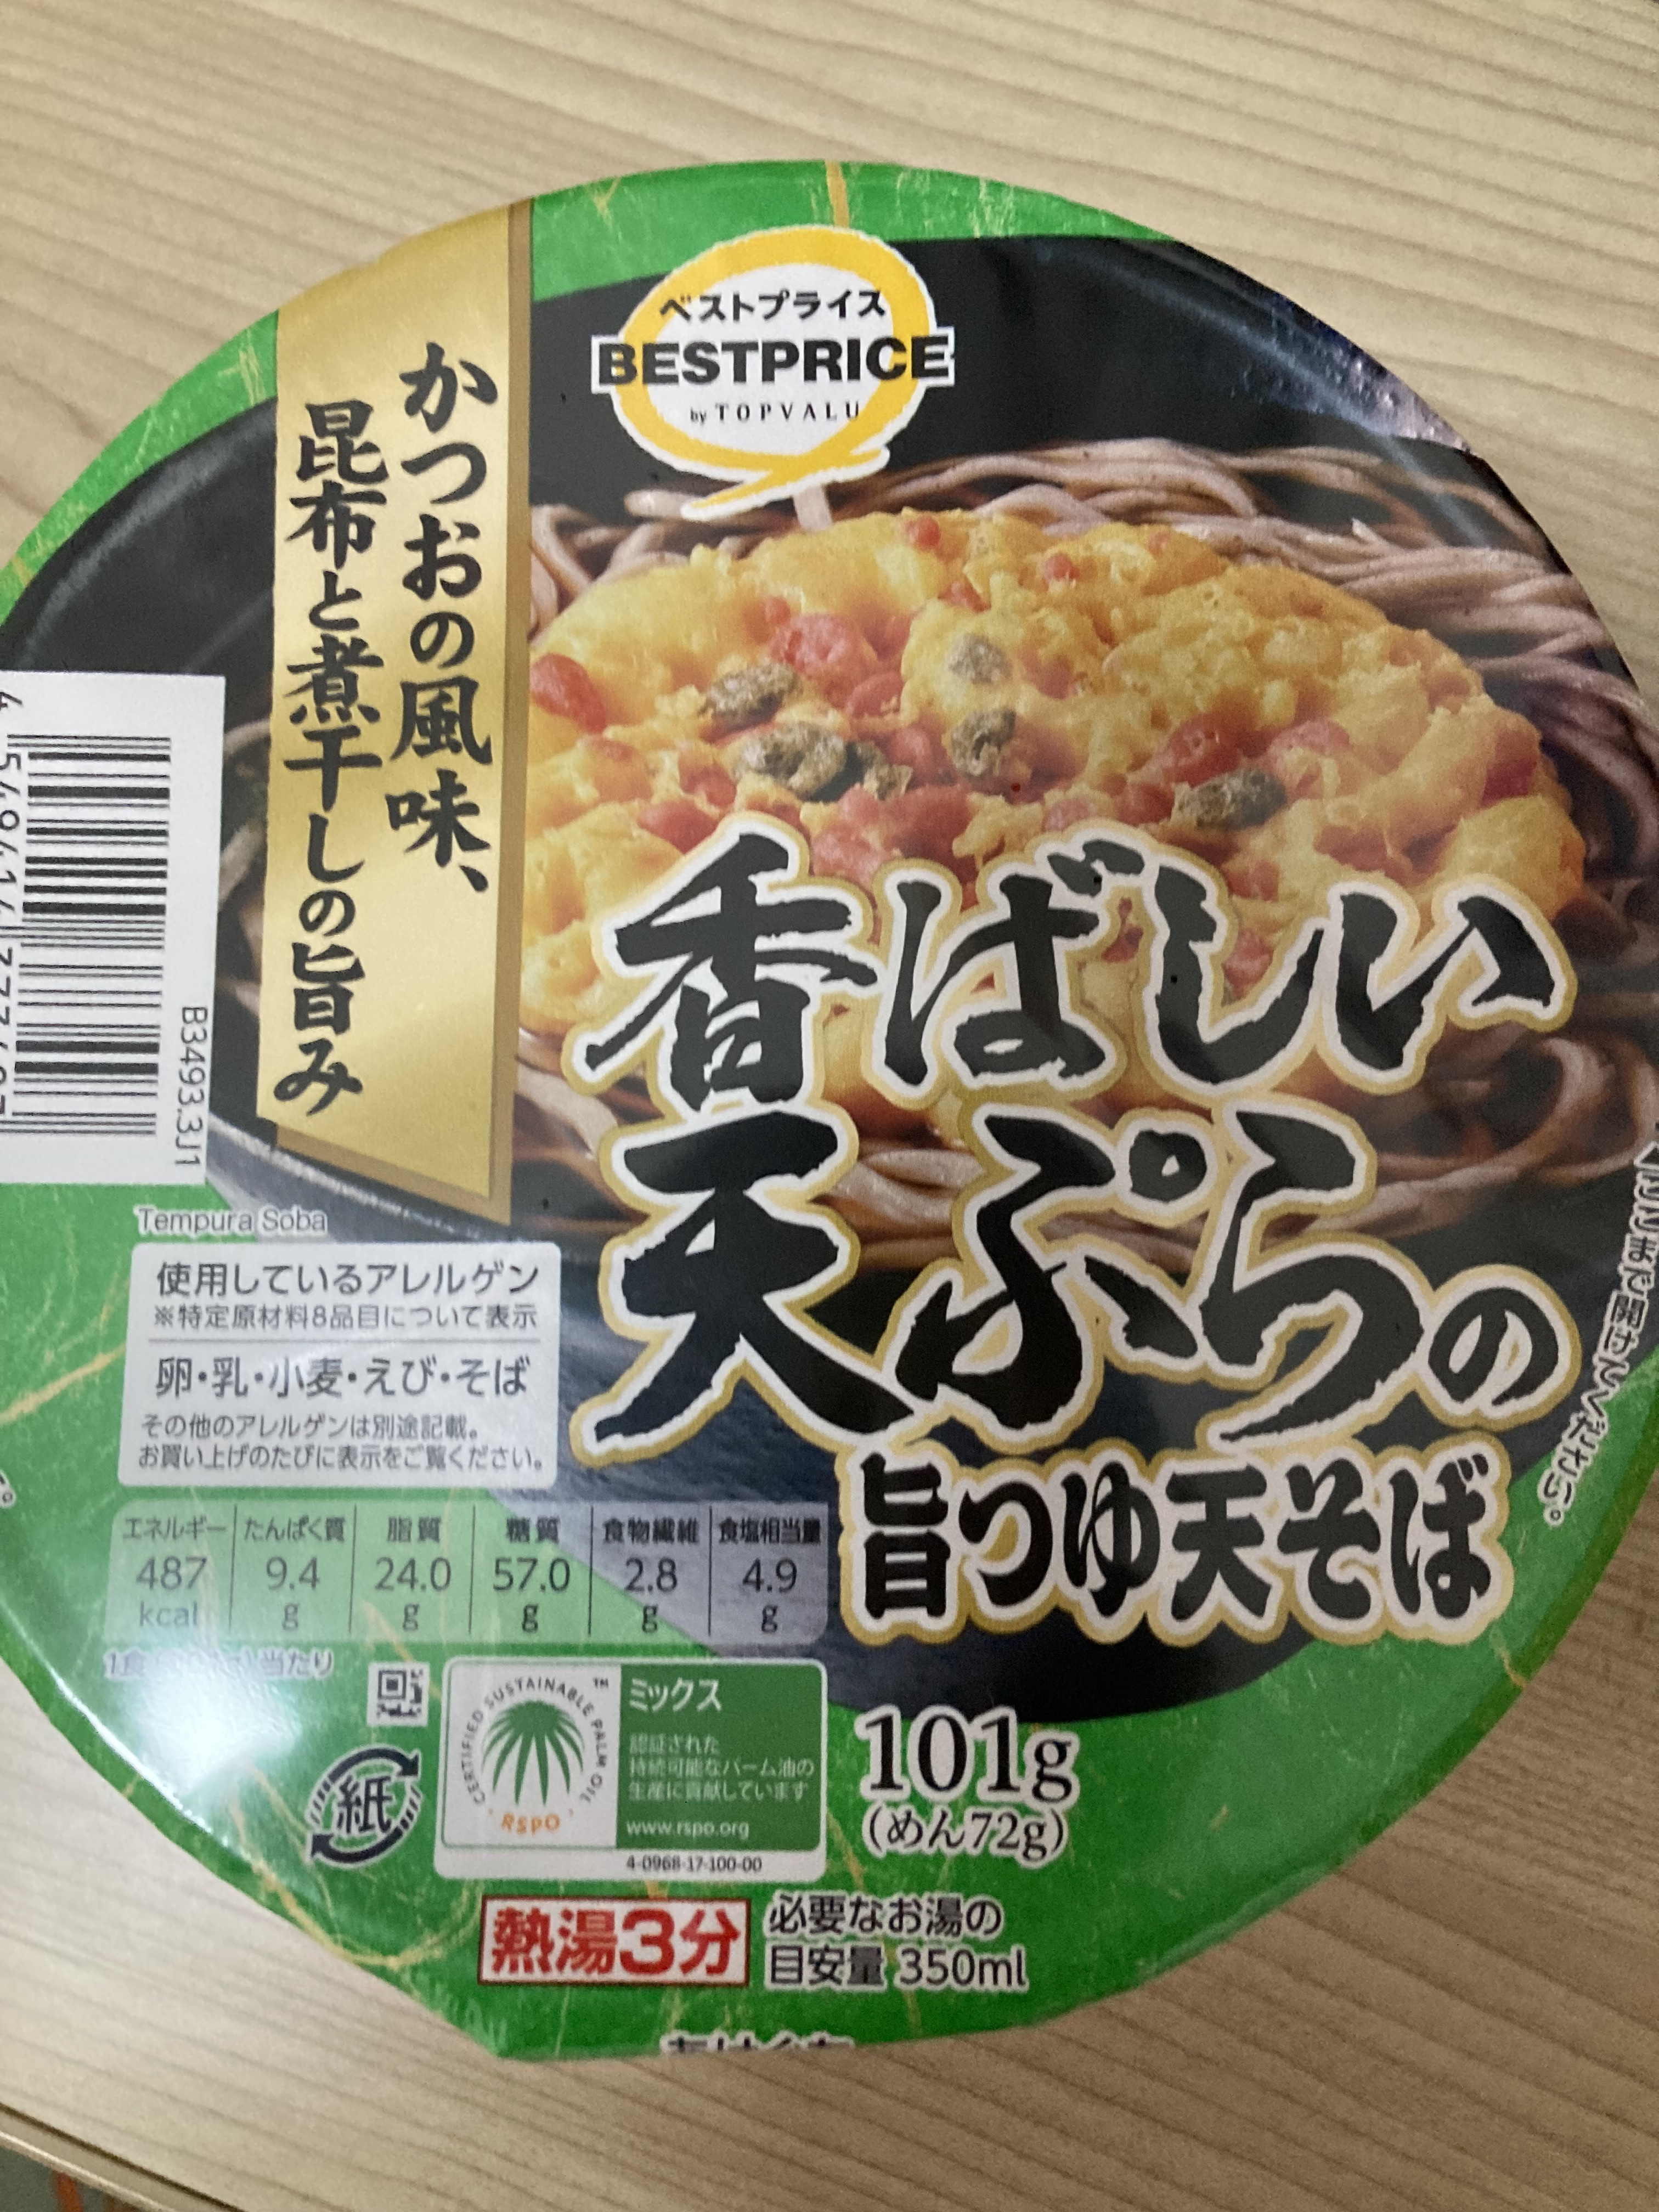 ベストプライス
BESTPRICE
by TOPVALU
かつおの風味、
昆布と煮干しの旨み
香ばしい
天ぷらの
旨つゆ天そば
B3493.3J1
Tempura Soba
使用しているアレルゲン
※特定原材料8品目について表示
卵・乳・小麦・えび・そば
その他のアレルゲンは別途記載。
お買い上げのたびに表示をご覧ください。
エネルギー たんぱく質 脂質 糖質 食物繊維 食塩相当量
487 9.4 24.0 57.0 2.8 4.9
kcal g g g g g
当たり
CERTIFIED SUSTAINABLE PALM OIL
TM
RSPO
ミックス
認証された
持続可能なパーム油の
生産に貢献しています
www.rspo.org
4-0968-17-100-00
紙
101g
(めん72g)
熱湯3分
必要なお湯の
目安量 350ml
まで開けてください。